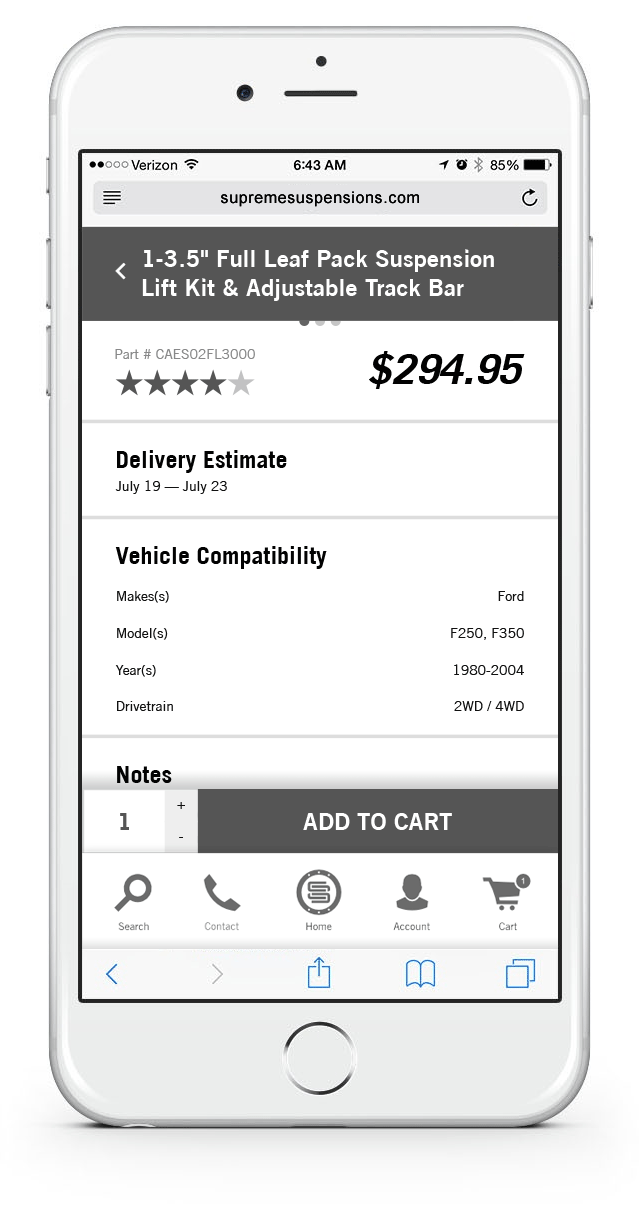 Verizon 6:43 AM 85%
supremesuspensions.com
1-3.5" Full Leaf Pack Suspension
Lift Kit & Adjustable Track Bar
Part # CAES02FL3000
$294.95
Delivery Estimate
July 19 — July 23
Vehicle Compatibility
Makes(s) Ford
Model(s) F250, F350
Year(s) 1980-2004
Drivetrain 2WD / 4WD
Notes
1 + - ADD TO CART
1
Search Contact Home Account Cart